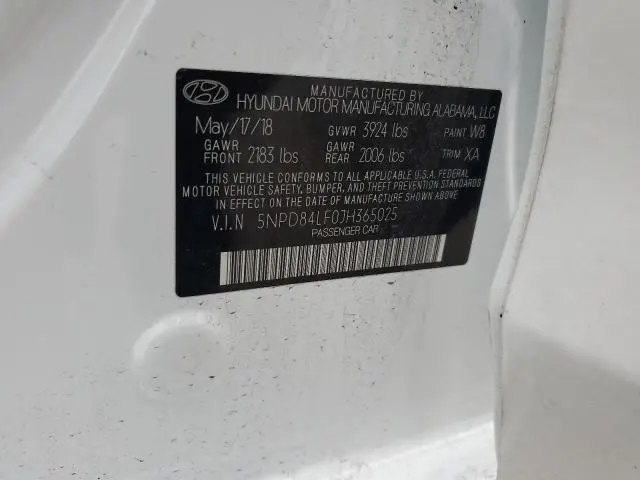 MANUFACTURED BY
HYUNDAI MOTOR MANUFACTURING ALABAMA, LLC
May/17/18 GVWR 3924 lbs PAINT W8
GAWR FRONT 2183 lbs GAWR REAR 2006 lbs TRIM XA
THIS VEHICLE CONFORMS TO ALL APPLICABLE U.S.A. FEDERAL
MOTOR VEHICLE SAFETY, BUMPER, AND THEFT PREVENTION
STANDARDS IN EFFECT ON THE DATE OF MANUFACTURE SHOWN ABOVE.
V.I.N 5NPD84LF0JH365025
PASSENGER CAR